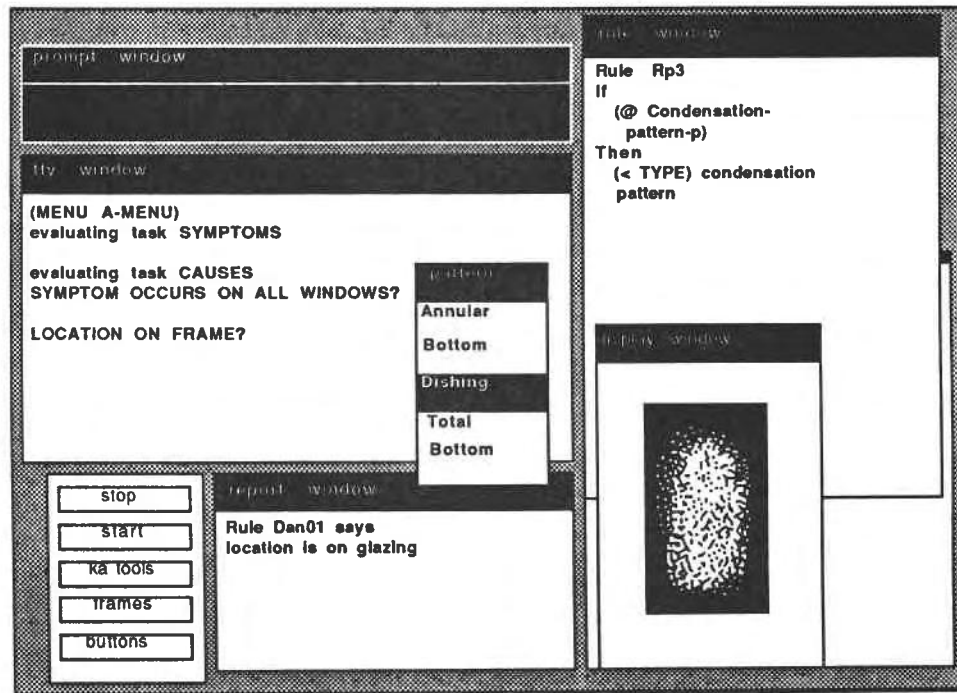 prompt window
tty window
(MENU A-MENU)
evaluating task SYMPTOMS
evaluating task CAUSES
SYMPTOM OCCURS ON ALL WINDOWS?
LOCATION ON FRAME?
pattern
Annular
Bottom
Dishing
Total
Bottom
stop
start
ka tools
frames
buttons
report window
Rule Dan01 says
location is on glazing
rule window
Rule Rp3
If
(@ Condensation-
pattern-p)
Then
(< TYPE) condensation
pattern
display window